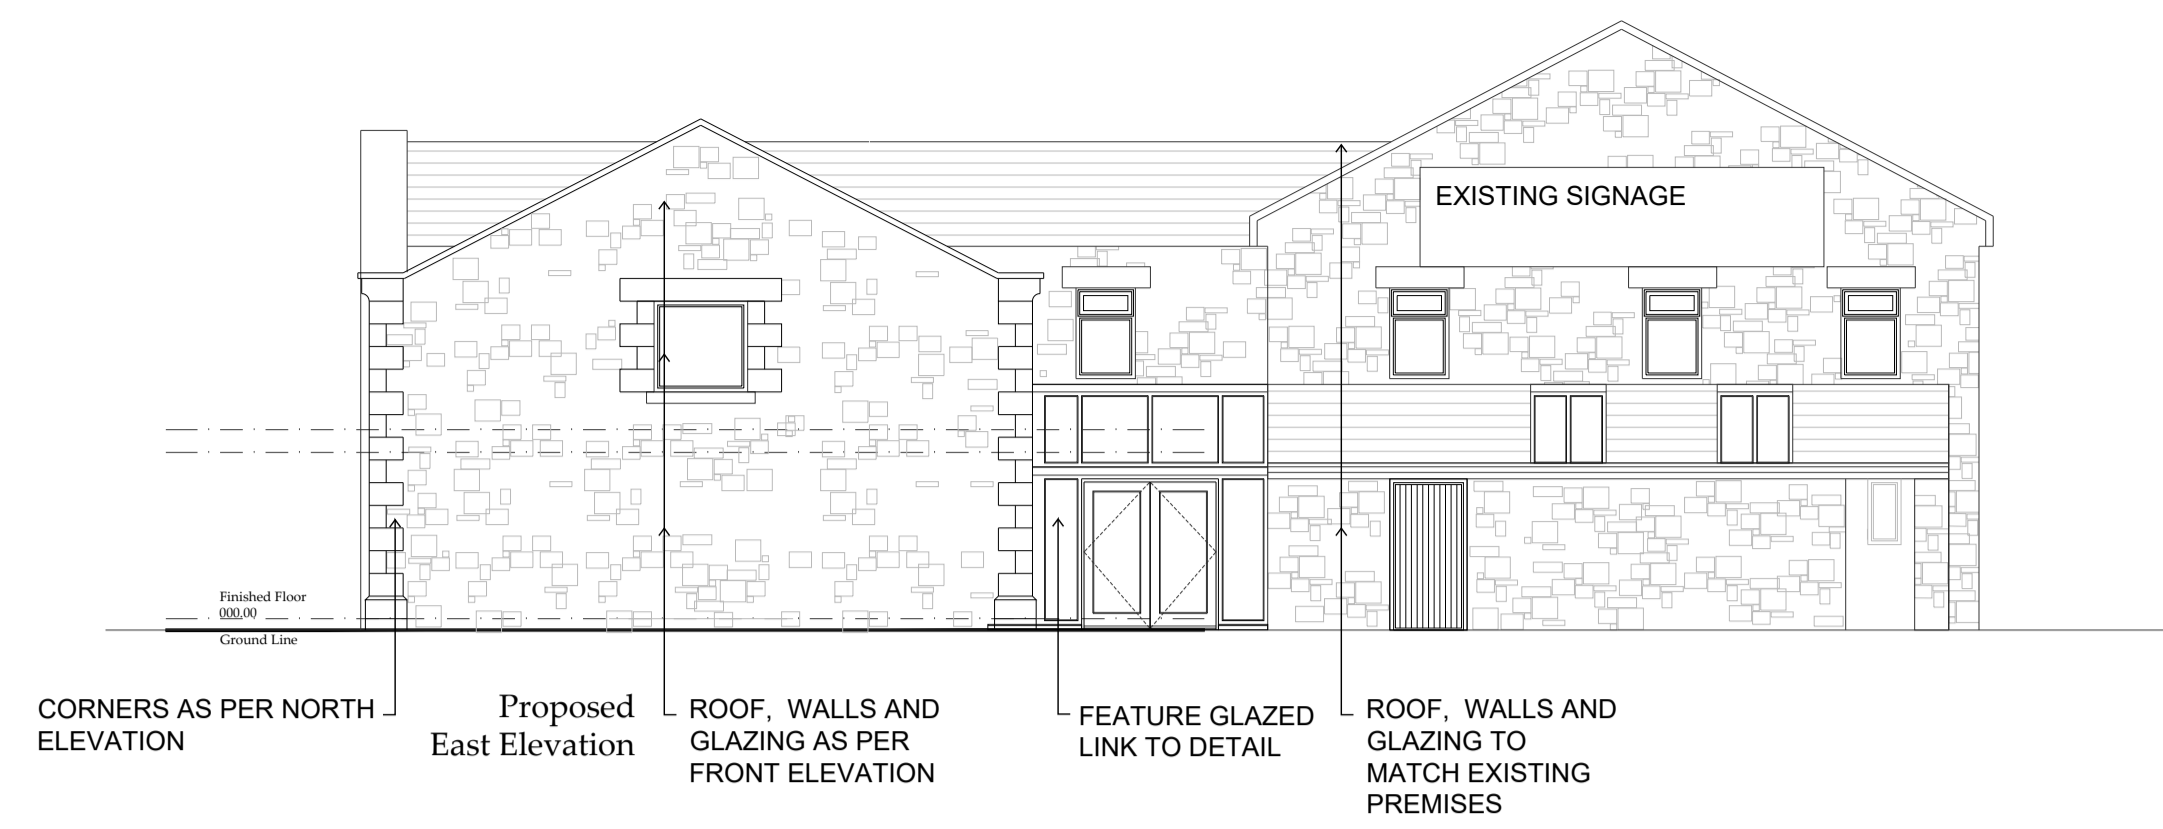 EXISTING SIGNAGE
Finished Floor
000.00
Ground Line
CORNERS AS PER NORTH
ELEVATION
Proposed
East Elevation
ROOF, WALLS AND
GLAZING AS PER
FRONT ELEVATION
FEATURE GLAZED
LINK TO DETAIL
ROOF, WALLS AND
GLAZING TO
MATCH EXISTING
PREMISES